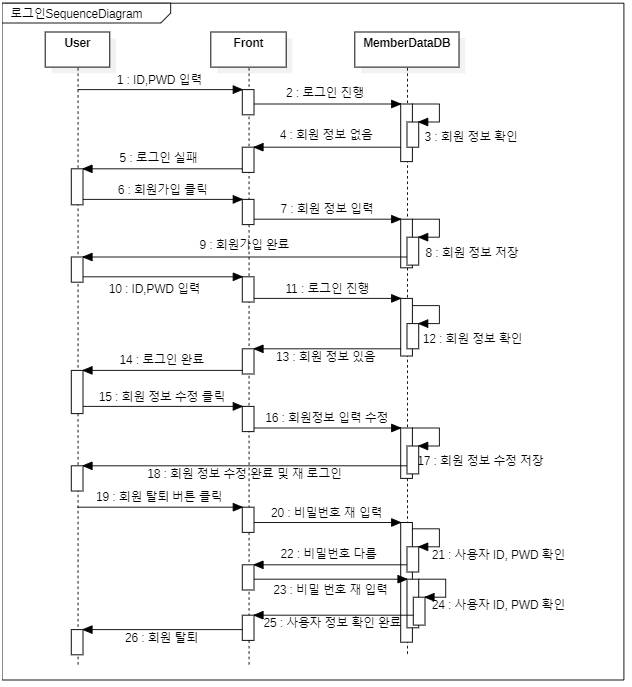 로그인SequenceDiagram
User
Front
MemberDataDB
1 : ID,PWD 입력
2 : 로그인 진행
3 : 회원 정보 확인
4 : 회원 정보 없음
5 : 로그인 실패
6 : 회원가입 클릭
7 : 회원 정보 입력
8 : 회원 정보 저장
9 : 회원가입 완료
10 : ID,PWD 입력
11 : 로그인 진행
12 : 회원 정보 확인
13 : 회원 정보 있음
14 : 로그인 완료
15 : 회원 정보 수정 클릭
16 : 회원정보 입력 수정
17 : 회원 정보 수정 저장
18 : 회원 정보 수정 완료 및 재 로그인
19 : 회원 탈퇴 버튼 클릭
20 : 비밀번호 재 입력
21 : 사용자 ID, PWD 확인
22 : 비밀번호 다름
23 : 비밀 번호 재 입력
24 : 사용자 ID, PWD 확인
25 : 사용자 정보 확인 완료
26 : 회원 탈퇴